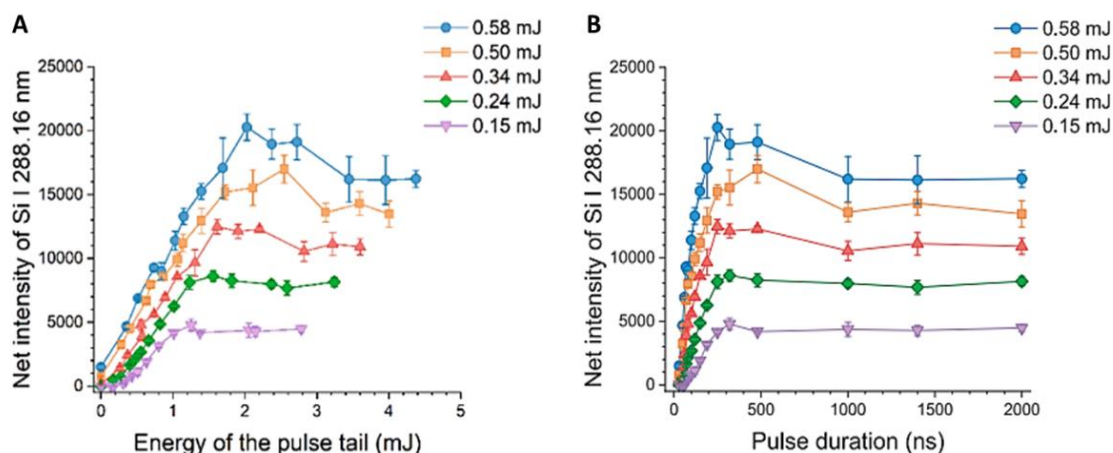 A
0.58 mJ
0.50 mJ
0.34 mJ
0.24 mJ
0.15 mJ
Net intensity of Si I 288.16 nm
25000
20000
15000
10000
5000
0
0 1 2 3 4 5
Energy of the pulse tail (mJ)
B
0.58 mJ
0.50 mJ
0.34 mJ
0.24 mJ
0.15 mJ
Net intensity of Si I 288.16 nm
25000
20000
15000
10000
5000
0
0 500 1000 1500 2000
Pulse duration (ns)